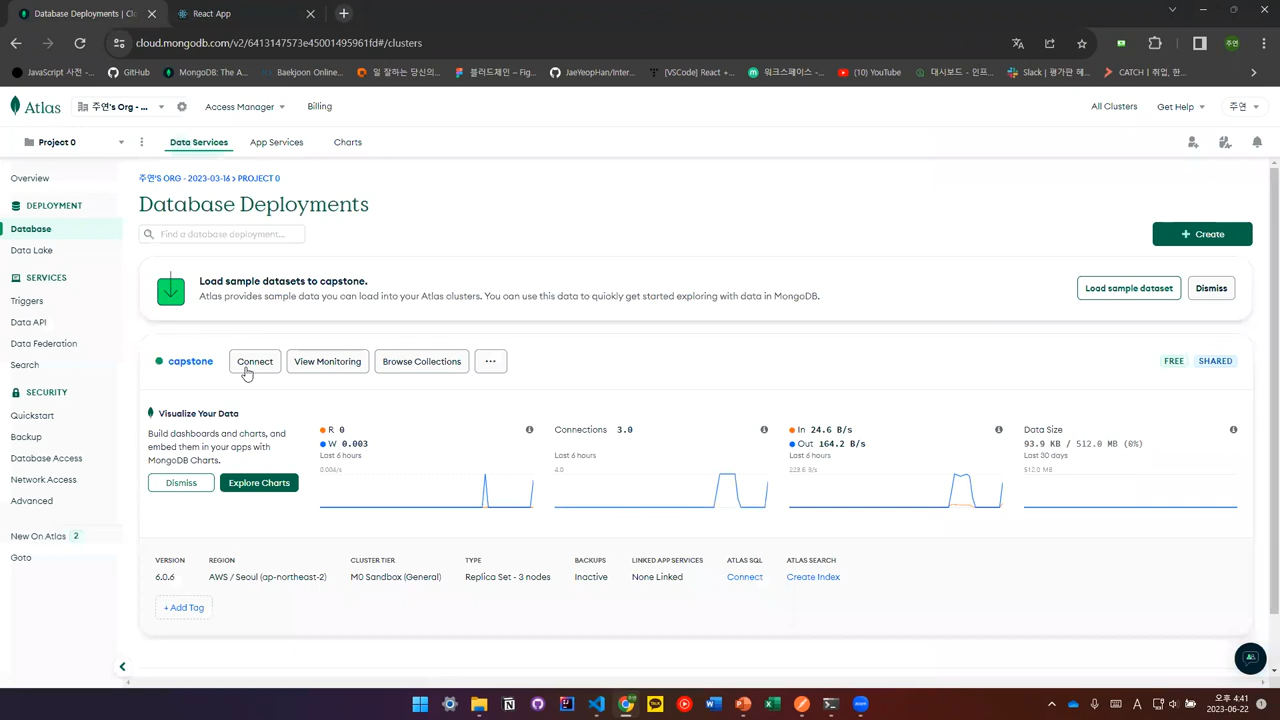 Database Deployments | Cl
React App
cloud.mongodb.com/v2/6413147573e45001495961fd#/clusters
주연
JavaScript 사전 -...
GitHub
MongoDB: The A...
Baekjoon Online...
일 잘하는 당신의...
블러드체인 – Fig...
JaeYeopHan/Inter...
[VSCode] React +...
워크스페이스 -...
(10) YouTube
대시보드 - 인프...
Slack | 평가판 헤...
CATCH | 취업, 한...
Atlas
주연's Org - ...
Access Manager
Billing
All Clusters
Get Help
주연
Project 0
Data Services
App Services
Charts
Overview
DEPLOYMENT
Database
Data Lake
SERVICES
Triggers
Data API
Data Federation
Search
SECURITY
Quickstart
Backup
Database Access
Network Access
Advanced
New On Atlas 2
Goto
주연'S ORG - 2023-03-16 > PROJECT 0
Database Deployments
Find a database deployment...
+ Create
Load sample datasets to capstone.
Atlas provides sample data you can load into your Atlas clusters. You can use this data to quickly get started exploring with data in MongoDB.
Load sample dataset
Dismiss
capstone
Connect
View Monitoring
Browse Collections
...
FREE
SHARED
Visualize Your Data
Build dashboards and charts, and
embed them in your apps with
MongoDB Charts.
Dismiss
Explore Charts
R 0
W 0.003
Last 6 hours
0.004/s
Connections 3.0
Last 6 hours
4.0
In 24.6 B/s
Out 164.2 B/s
Last 6 hours
Data Size
93.9 KB / 512.0 MB (0%)
Last 30 days
512.0 MB
VERSION
6.0.6
REGION
AWS / Seoul (ap-northeast-2)
CLUSTER TIER
M0 Sandbox (General)
TYPE
Replica Set - 3 nodes
BACKUPS
Inactive
LINKED APP SERVICES
None Linked
ATLAS SQL
Connect
ATLAS SEARCH
Create Index
+ Add Tag
A
오후 4:41
2023-06-22